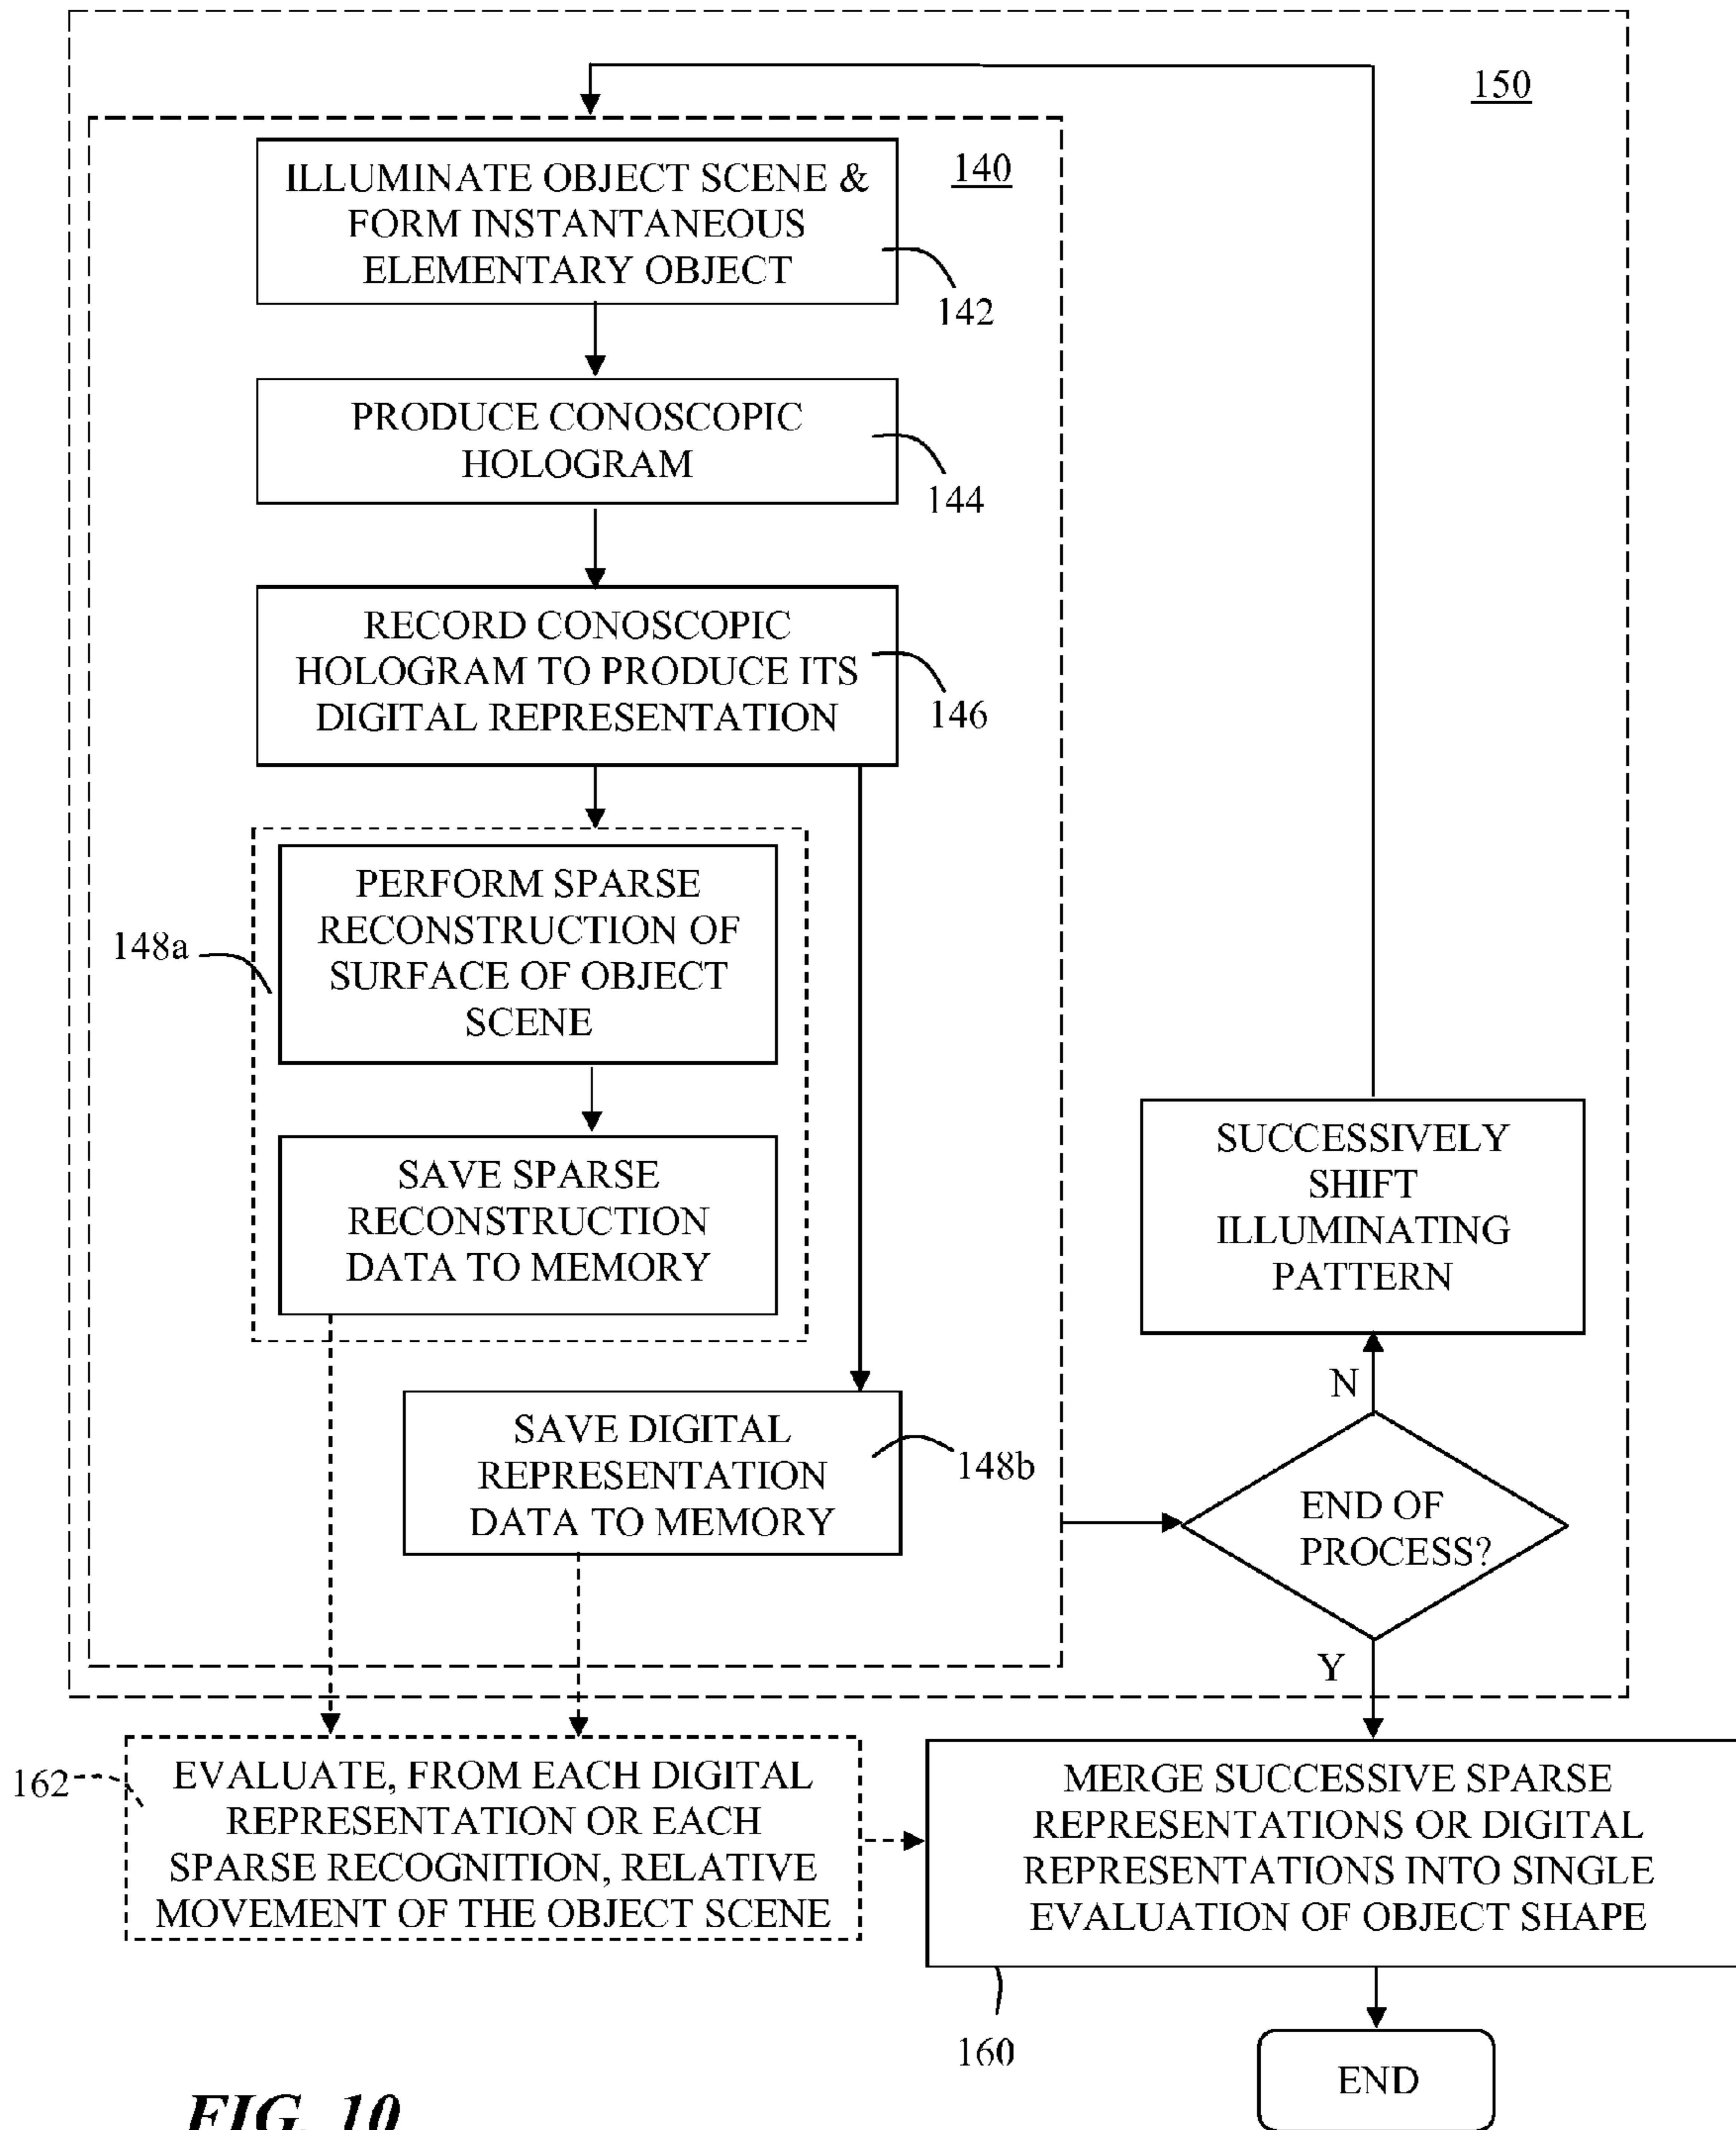 150
140
ILLUMINATE OBJECT SCENE &
FORM INSTANTANEOUS
ELEMENTARY OBJECT
142
PRODUCE CONOSCOPIC
HOLOGRAM
144
RECORD CONOSCOPIC
HOLOGRAM TO PRODUCE ITS
DIGITAL REPRESENTATION
146
PERFORM SPARSE
RECONSTRUCTION OF
SURFACE OF OBJECT
SCENE
148a
SAVE SPARSE
RECONSTRUCTION
DATA TO MEMORY
SAVE DIGITAL
REPRESENTATION
DATA TO MEMORY
148b
SUCCESSIVELY
SHIFT
ILLUMINATING
PATTERN
N
END OF
PROCESS?
Y
162
EVALUATE, FROM EACH DIGITAL
REPRESENTATION OR EACH
SPARSE RECOGNITION, RELATIVE
MOVEMENT OF THE OBJECT SCENE
MERGE SUCCESSIVE SPARSE
REPRESENTATIONS OR DIGITAL
REPRESENTATIONS INTO SINGLE
EVALUATION OF OBJECT SHAPE
160
END
FIG. 10